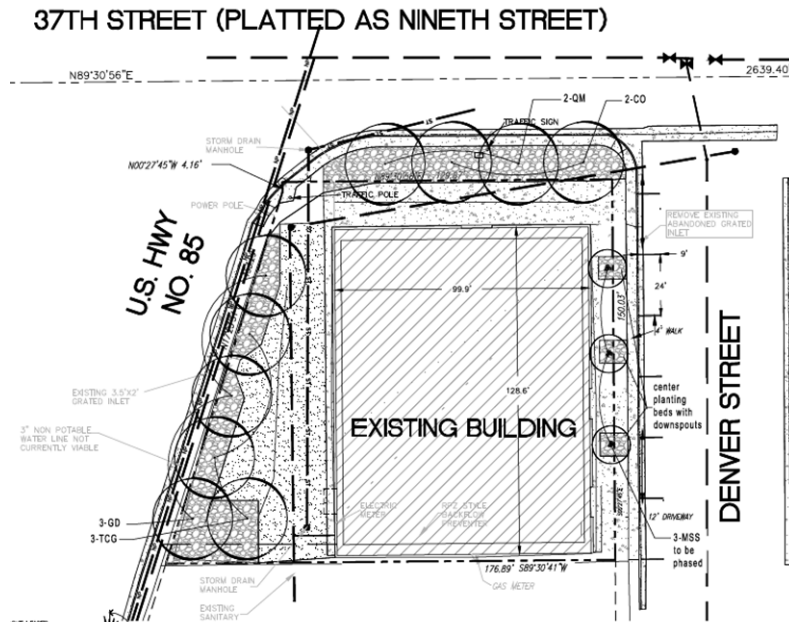 37TH STREET (PLATTED AS NINETH STREET)
N89°30'56"E
2639.40
2-QM
2-CO
TRAFFIC SIGN
STORM DRAIN
MANHOLE
N00°27'45"W 4.16'
TRAFFIC POLE
POWER POLE
U.S. HWY
NO. 85
REMOVE EXISTING
ABANDONED GRATED
INLET
9'
24'
99.9'
150.03'
4' WALK
128.6'
EXISTING 3.5'X2'
GRATED INLET
center
planting
beds with
downspouts
EXISTING BUILDING
DENVER STREET
3" NON POTABLE
WATER LINE NOT
CURRENTLY VIABLE
ELECTRIC
METER
RPZ STYLE
BACKFLOW
PREVENTER
12' DRIVEWAY
3-GD
3-TCG
3-MSS
to be
phased
176.89' S89°30'41"W
GAS METER
STORM DRAIN
MANHOLE
EXISTING
SANITARY